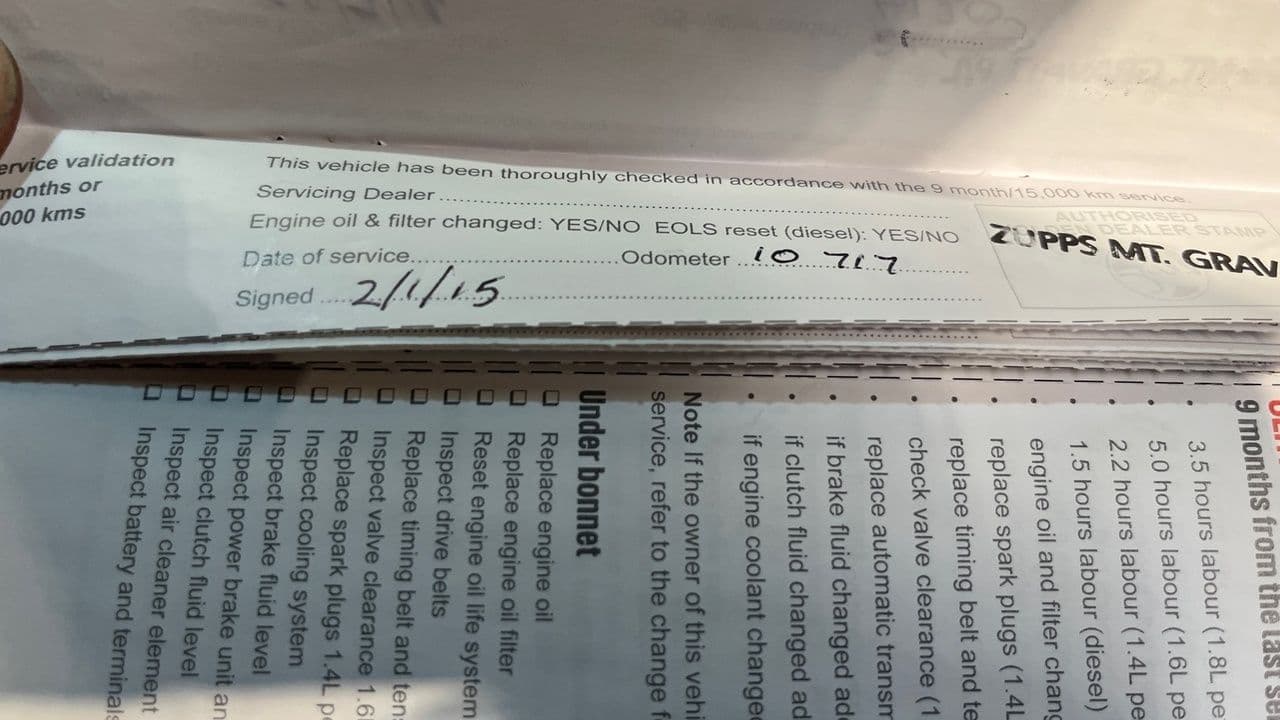 ervice validation
months or
000 kms
This vehicle has been thoroughly checked in accordance with the 9 month/15,000 km service.
Servicing Dealer
Engine oil & filter changed: YES/NO EOLS reset (diesel): YES/NO
Date of service Odometer 10 717
Signed 2/1/15
AUTHORISED
DEALER STAMP
ZUPPS MT. GRAV
9 months from the last se
• 3.5 hours labour (1.8L pe
• 5.0 hours labour (1.6L pe
• 2.2 hours labour (1.4L pe
• 1.5 hours labour (diesel)
• engine oil and filter chang
• replace spark plugs (1.4L
• replace timing belt and te
• check valve clearance (1
• replace automatic transm
• if brake fluid changed ad
• if clutch fluid changed ad
• if engine coolant change
Note If the owner of this vehi
service, refer to the change f
Under bonnet
Replace engine oil
Replace engine oil filter
Reset engine oil life system
Inspect drive belts
Replace timing belt and ten
Inspect valve clearance 1.6
Replace spark plugs 1.4L p
Inspect cooling system
Inspect brake fluid level
Inspect power brake unit an
Inspect clutch fluid level
Inspect air cleaner element
Inspect battery and terminals